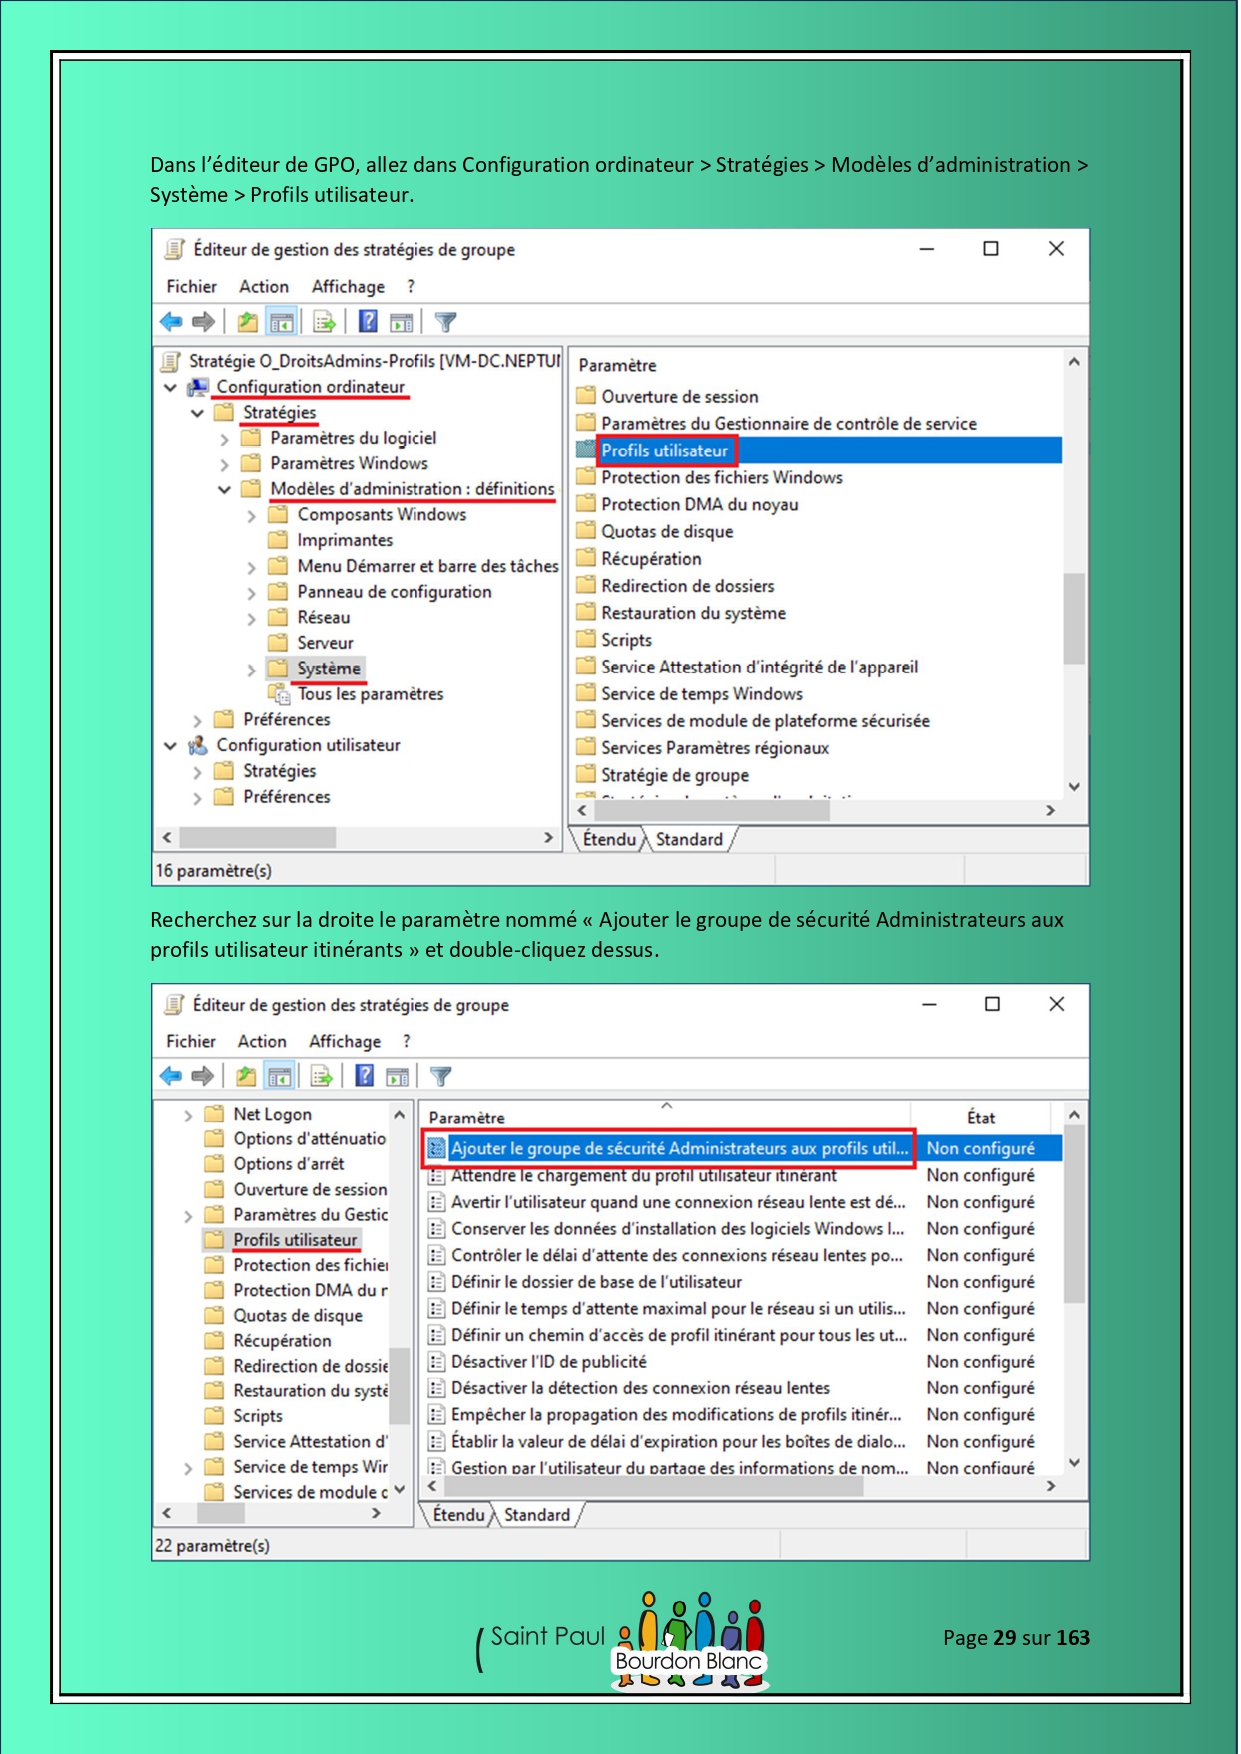 Dans l’éditeur de GPO, allez dans Configuration ordinateur > Stratégies > Modèles d’administration >
Système > Profils utilisateur.
Éditeur de gestion des stratégies de groupe
Fichier Action Affichage ?
Stratégie O_DroitsAdmins-Profils [VM-DC.NEPTU
Configuration ordinateur
Stratégies
Paramètres du logiciel
Paramètres Windows
Modèles d’administration : définitions
Composants Windows
Imprimantes
Menu Démarrer et barre des tâches
Panneau de configuration
Réseau
Serveur
Système
Tous les paramètres
Préférences
Configuration utilisateur
Stratégies
Préférences
Paramètre
Ouverture de session
Paramètres du Gestionnaire de contrôle de service
Profils utilisateur
Protection des fichiers Windows
Protection DMA du noyau
Quotas de disque
Récupération
Redirection de dossiers
Restauration du système
Scripts
Service Attestation d’intégrité de l’appareil
Service de temps Windows
Services de module de plateforme sécurisée
Services Paramètres régionaux
Stratégie de groupe
Étendu Standard
16 paramètre(s)
Recherchez sur la droite le paramètre nommé « Ajouter le groupe de sécurité Administrateurs aux
profils utilisateur itinérants » et double-cliquez dessus.
Éditeur de gestion des stratégies de groupe
Fichier Action Affichage ?
Net Logon
Options d'atténuatio
Options d'arrêt
Ouverture de session
Paramètres du Gestic
Profils utilisateur
Protection des fichier
Protection DMA du r
Quotas de disque
Récupération
Redirection de dossie
Restauration du systè
Scripts
Service Attestation d'
Service de temps Wir
Services de module c
Paramètre État
Ajouter le groupe de sécurité Administrateurs aux profils util... Non configuré
Attendre le chargement du profil utilisateur itinérant Non configuré
Avertir l’utilisateur quand une connexion réseau lente est dé... Non configuré
Conserver les données d’installation des logiciels Windows I... Non configuré
Contrôler le délai d’attente des connexions réseau lentes po... Non configuré
Définir le dossier de base de l’utilisateur Non configuré
Définir le temps d’attente maximal pour le réseau si un utilis... Non configuré
Définir un chemin d’accès de profil itinérant pour tous les ut... Non configuré
Désactiver l’ID de publicité Non configuré
Désactiver la détection des connexion réseau lentes Non configuré
Empêcher la propagation des modifications de profils itinér... Non configuré
Établir la valeur de délai d’expiration pour les boîtes de dialo... Non configuré
Gestion par l’utilisateur du partage des informations de nom... Non configuré
Étendu Standard
22 paramètre(s)
Saint Paul
Bourdon Blanc
Page 29 sur 163